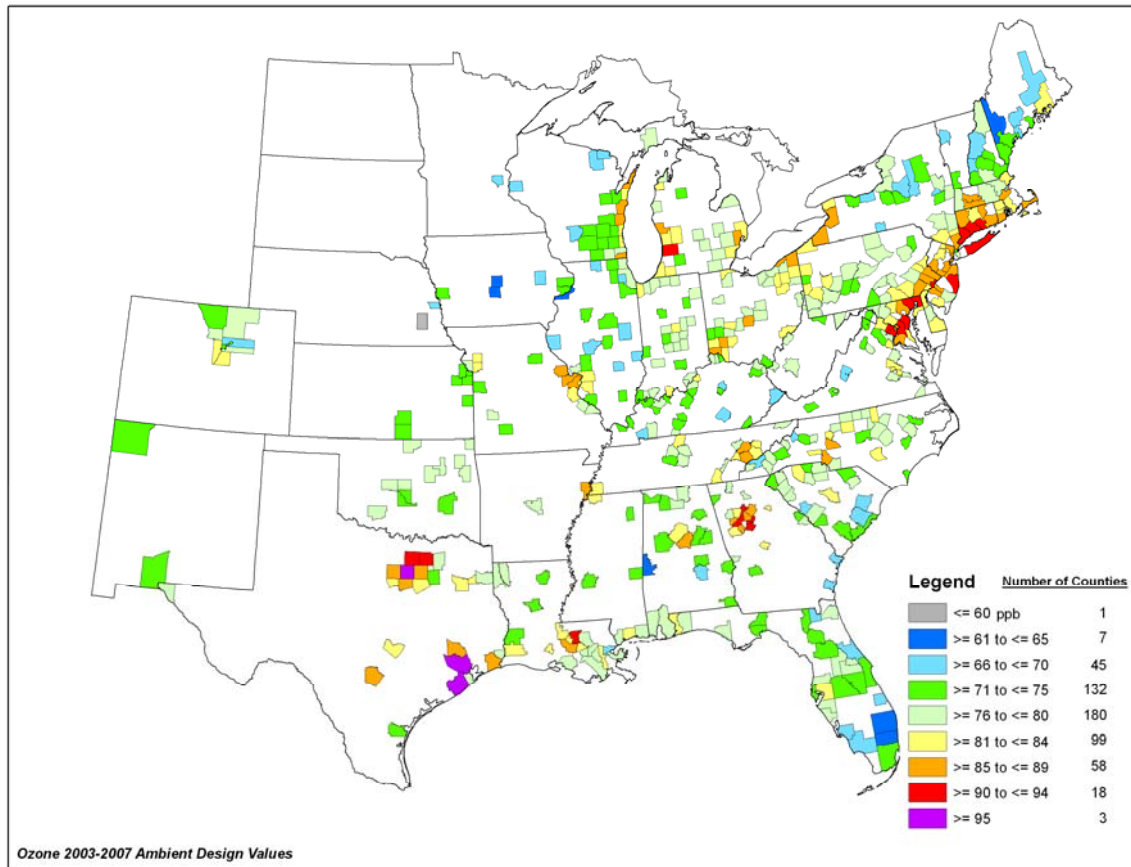 Legend Number of Counties
<= 60 ppb 1
>= 61 to <= 65 7
>= 66 to <= 70 45
>= 71 to <= 75 132
>= 76 to <= 80 180
>= 81 to <= 84 99
>= 85 to <= 89 58
>= 90 to <= 94 18
>= 95 3
Ozone 2003-2007 Ambient Design Values